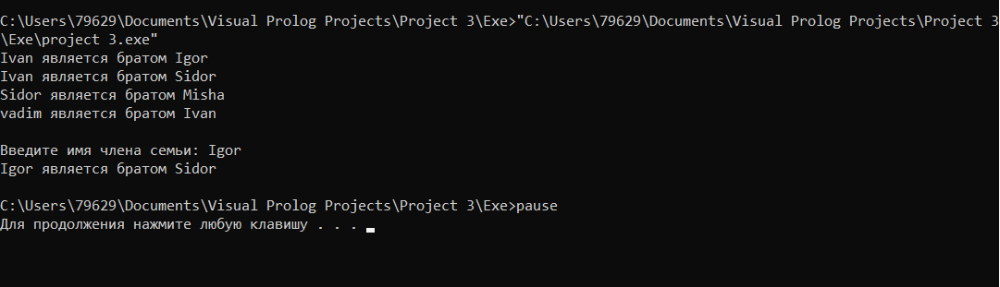 C:\Users\79629\Documents\Visual Prolog Projects\Project 3\Exe>"C:\Users\79629\Documents\Visual Prolog Projects\Project 3
\Exe\project 3.exe"
Ivan является братом Igor
Ivan является братом Sidor
Sidor является братом Misha
vadim является братом Ivan
Введите имя члена семьи: Igor
Igor является братом Sidor
C:\Users\79629\Documents\Visual Prolog Projects\Project 3\Exe>pause
Для продолжения нажмите любую клавишу . . .